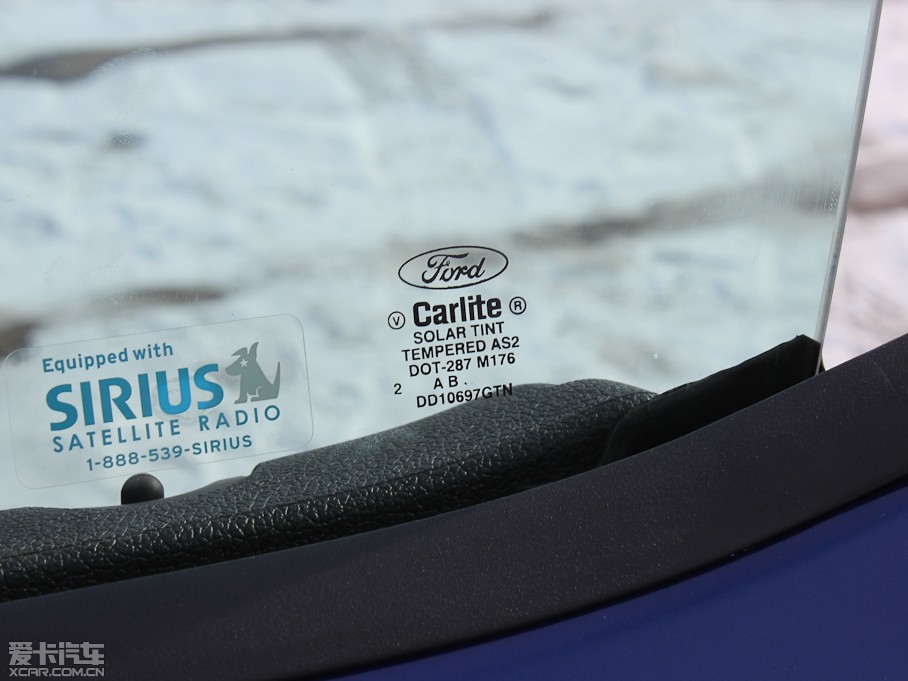 Ford
V Carlite ®
SOLAR TINT
TEMPERED AS2
DOT-287 M176
2 A B .
DD10697GTN
Equipped with
SIRIUS
SATELLITE RADIO
1-888-539-SIRIUS
爱卡汽车
XCAR.COM.CN